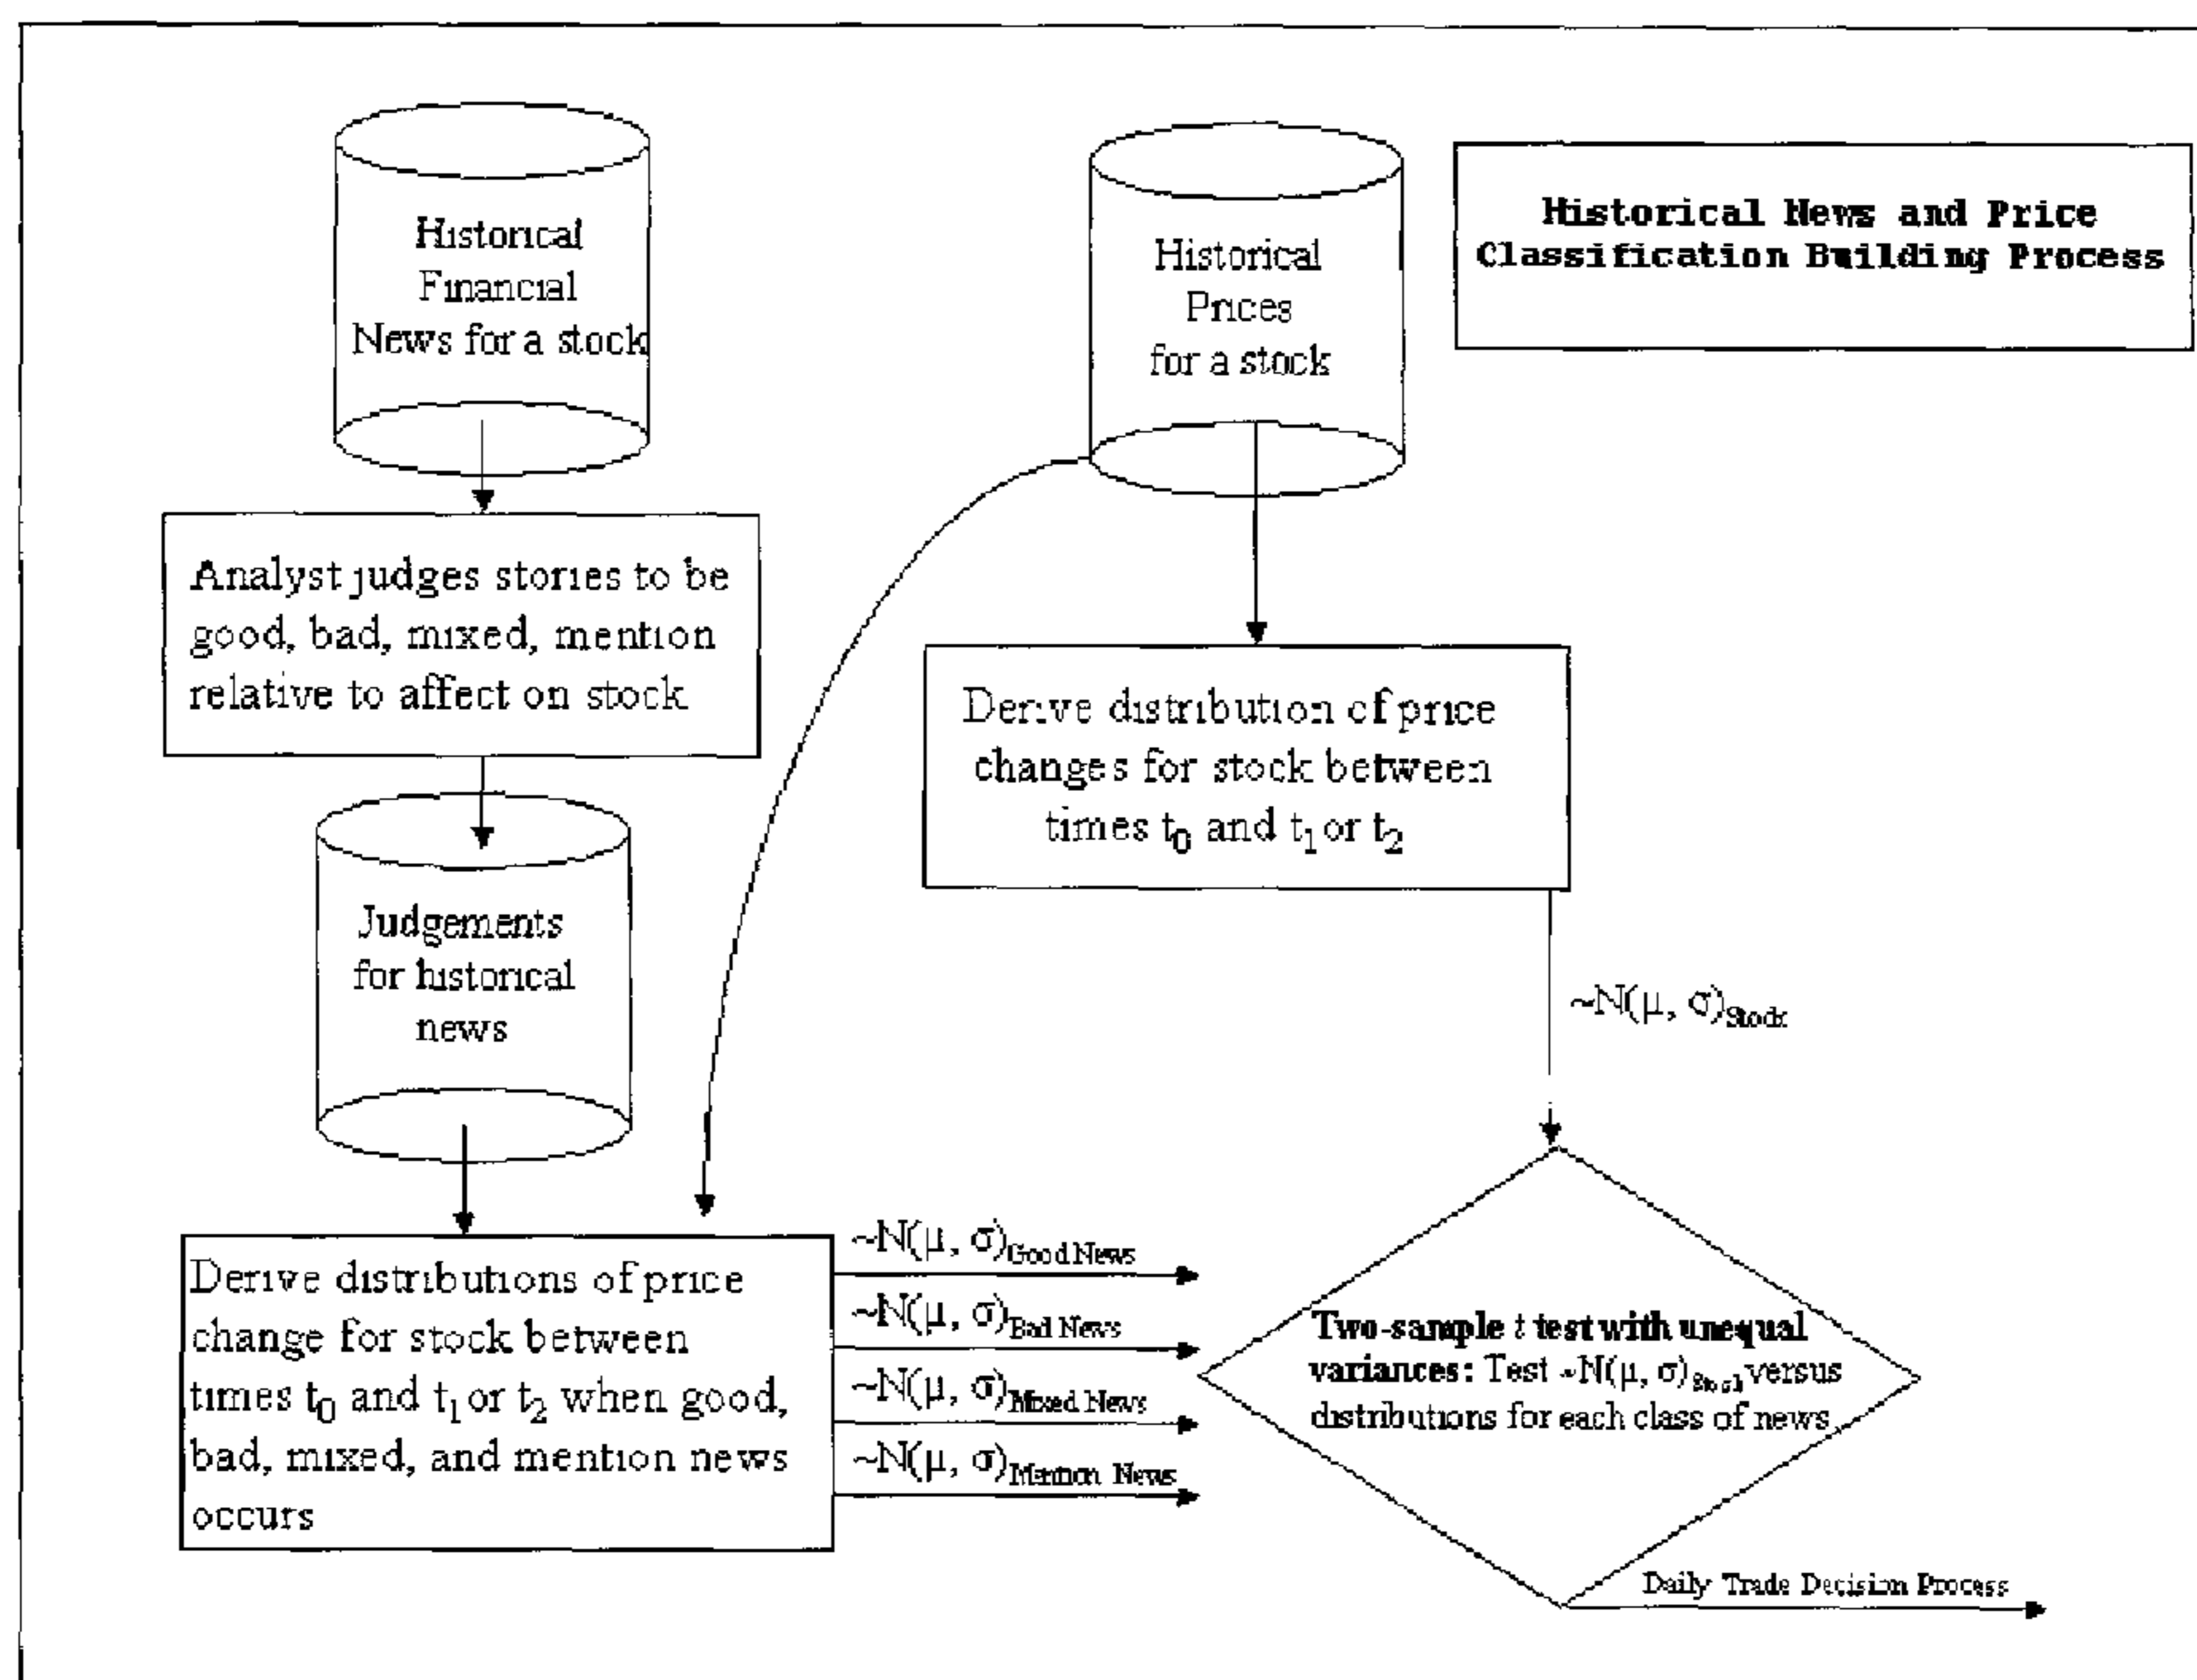 Historical
Financial
News for a stock
Historical
Prices
for a stock
Historical News and Price
Classification Building Process
Analyst judges stories to be
good, bad, mixed, mention
relative to affect on stock
Derive distribution of price
changes for stock between
times t₀ and t₁ or t₂
Judgements
for historical
news
~N(μ, σ)Stock
Derive distributions of price
change for stock between
times t₀ and t₁ or t₂ when good,
bad, mixed, and mention news
occurs
~N(μ, σ)Good News
~N(μ, σ)Bad News
~N(μ, σ)Mixed News
~N(μ, σ)Mention News
Two-sample t test with unequal
variances: Test ~N(μ, σ)Stock versus
distributions for each class of news
Daily Trade Decision Process